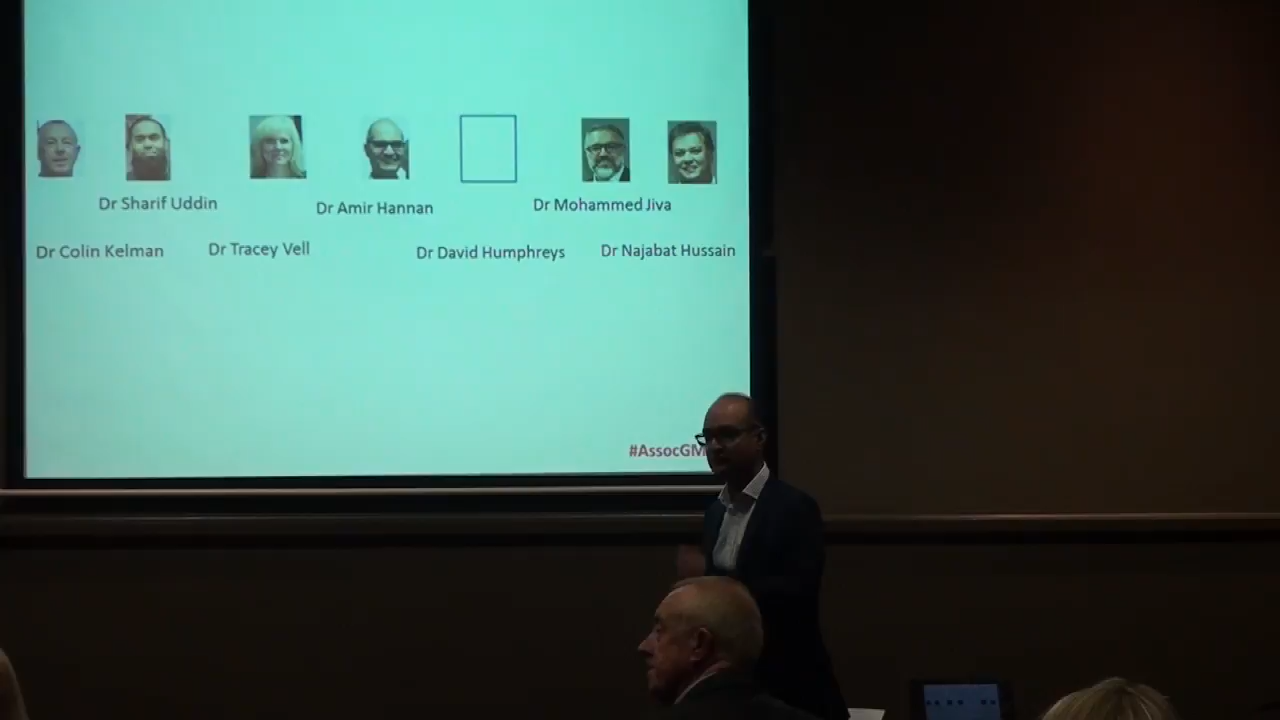 Dr Sharif Uddin
Dr Amir Hannan
Dr Mohammed Jiva
Dr Colin Kelman
Dr Tracey Vell
Dr David Humphreys
Dr Najabat Hussain
#AssocGM